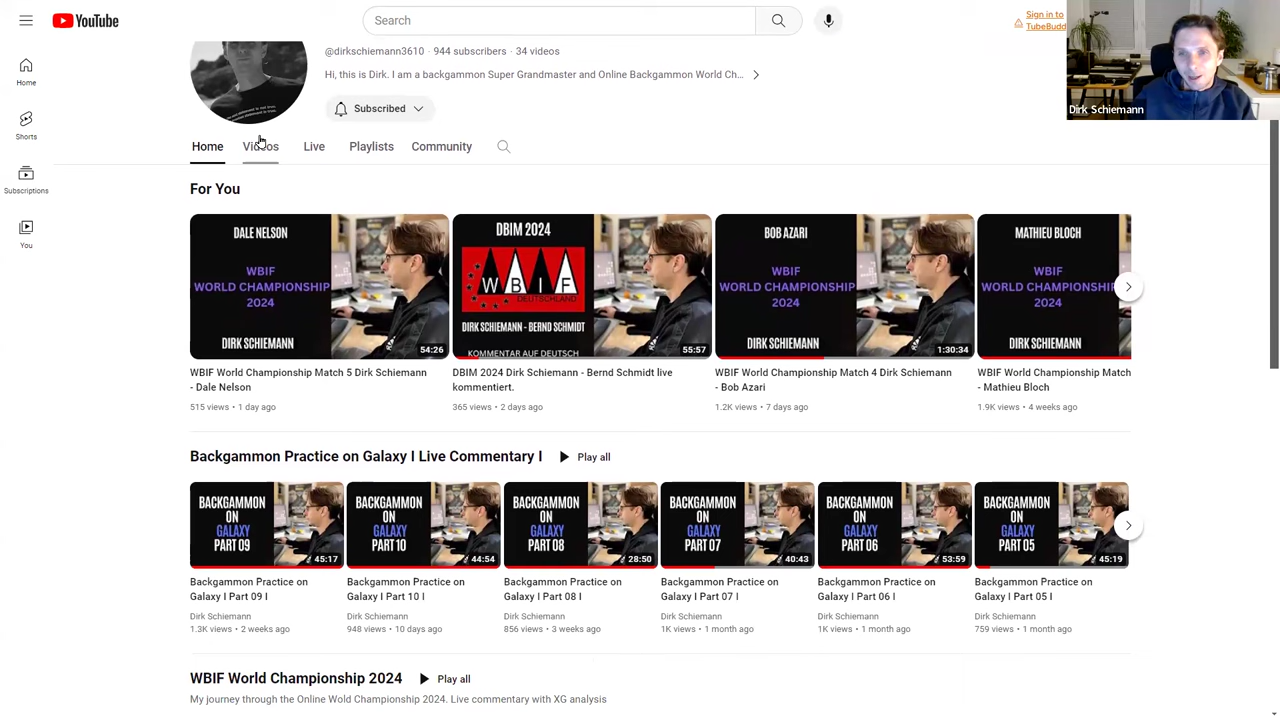 YouTube
Search
Sign in to
TubeBudd
Dirk Schiemann
@dirkschiemann3610 · 944 subscribers · 34 videos
Hi, this is Dirk. I am a backgammon Super Grandmaster and Online Backgammon World Ch...
Subscribed
Home
Shorts
Subscriptions
You
Home Videos Live Playlists Community
For You
DALE NELSON
WBIF
WORLD CHAMPIONSHIP
2024
DIRK SCHIEMANN
54:26
WBIF World Championship Match 5 Dirk Schiemann
- Dale Nelson
515 views • 1 day ago
DBIM 2024
WBIF
DEUTSCHLAND
DIRK SCHIEMANN - BERND SCHMIDT
KOMMENTAR AUF DEUTSCH
55:57
DBIM 2024 Dirk Schiemann - Bernd Schmidt live
kommentiert.
365 views • 2 days ago
BOB AZARI
WBIF
WORLD CHAMPIONSHIP
2024
DIRK SCHIEMANN
1:30:34
WBIF World Championship Match 4 Dirk Schiemann
- Bob Azari
1.2K views • 7 days ago
MATHIEU BLOCH
WBIF
WORLD CHAMPIONSHIP
2024
DIRK SCHIEMANN
WBIF World Championship Match
- Mathieu Bloch
1.9K views • 4 weeks ago
Backgammon Practice on Galaxy I Live Commentary I
Play all
BACKGAMMON
ON
GALAXY
PART 09
45:17
Backgammon Practice on
Galaxy I Part 09 I
Dirk Schiemann
1.3K views • 2 weeks ago
BACKGAMMON
ON
GALAXY
PART 10
44:54
Backgammon Practice on
Galaxy I Part 10 I
Dirk Schiemann
948 views • 10 days ago
BACKGAMMON
ON
GALAXY
PART 08
28:50
Backgammon Practice on
Galaxy I Part 08 I
Dirk Schiemann
856 views • 3 weeks ago
BACKGAMMON
ON
GALAXY
PART 07
40:43
Backgammon Practice on
Galaxy I Part 07 I
Dirk Schiemann
1K views • 1 month ago
BACKGAMMON
ON
GALAXY
PART 06
53:59
Backgammon Practice on
Galaxy I Part 06 I
Dirk Schiemann
1K views • 1 month ago
BACKGAMMON
ON
GALAXY
PART 05
45:19
Backgammon Practice on
Galaxy I Part 05 I
Dirk Schiemann
759 views • 1 month ago
WBIF World Championship 2024
Play all
My journey through the Online Wold Championship 2024. Live commentary with XG analysis